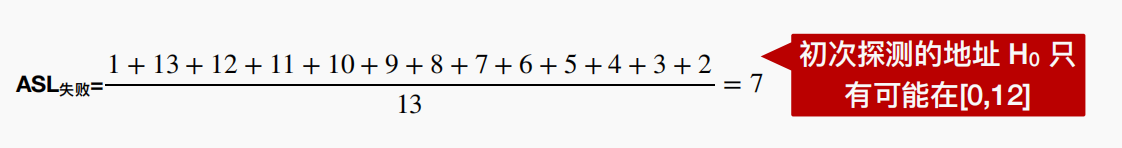 ASL失败= (1 + 13 + 12 + 11 + 10 + 9 + 8 + 7 + 6 + 5 + 4 + 3 + 2) / 13 = 7
初次探测的地址 H₀ 只
有可能在[0,12]